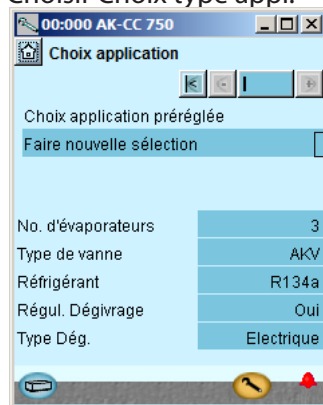 Choisir Choix type appl.
00:000 AK-CC 750
Choix application
Choix application préréglée
Faire nouvelle sélection
No. d'évaporateurs 3
Type de vanne AKV
Réfrigérant R134a
Régul. Dégivrage Oui
Type Dég. Electrique